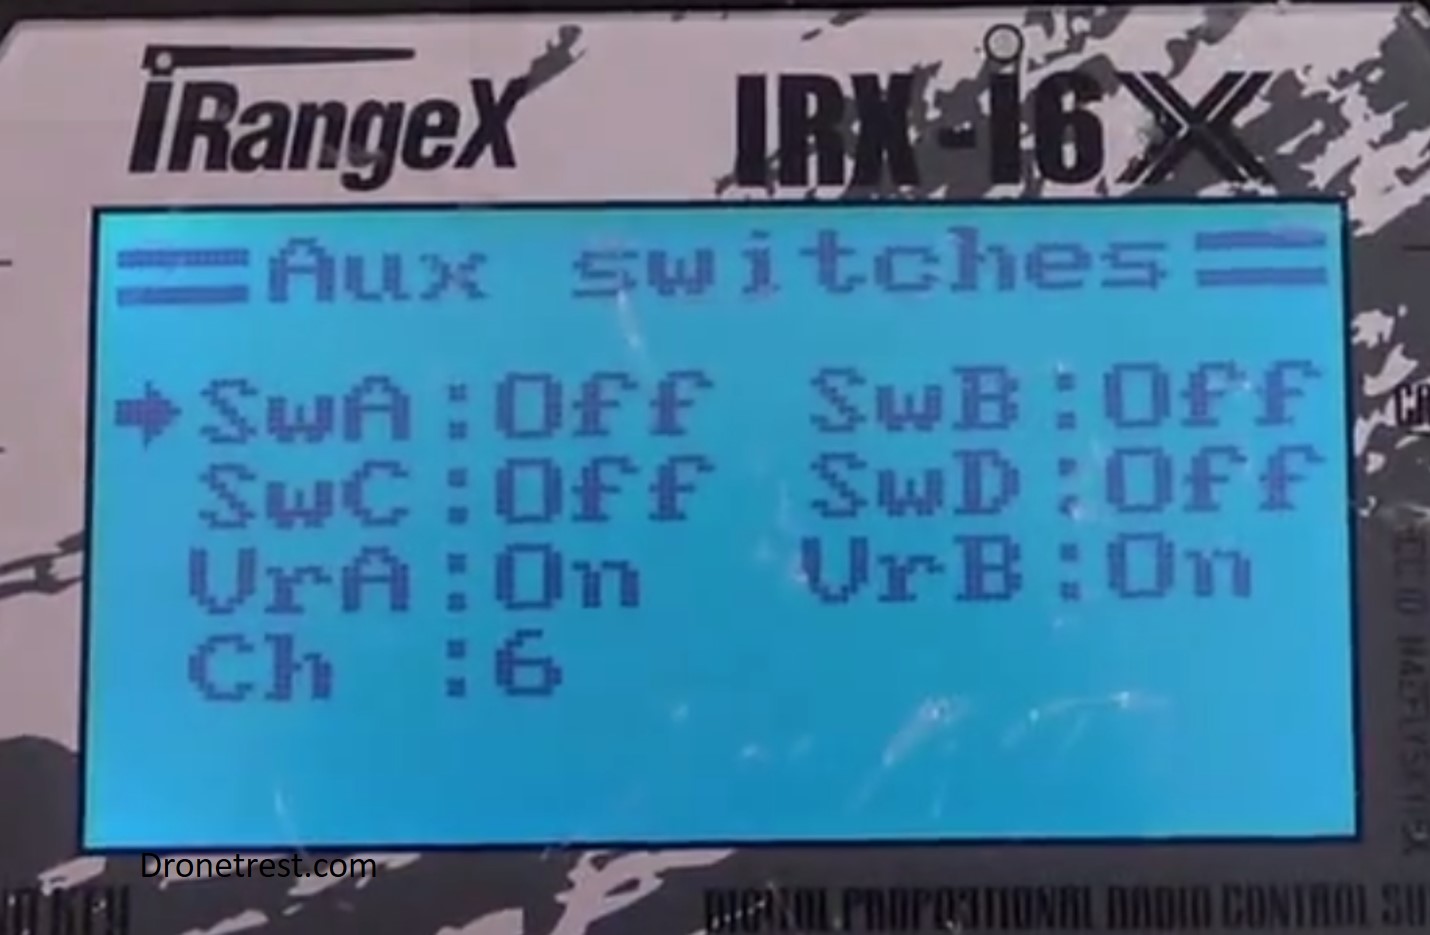 iRangeX IRX-i6X
Aux switches
SwA:Off SwB:Off
SwC:Off SwD:Off
VrA:On VrB:On
Ch :6
Dronetrest.com
DIGITAL PROPORTIONAL RADIO CONTROL